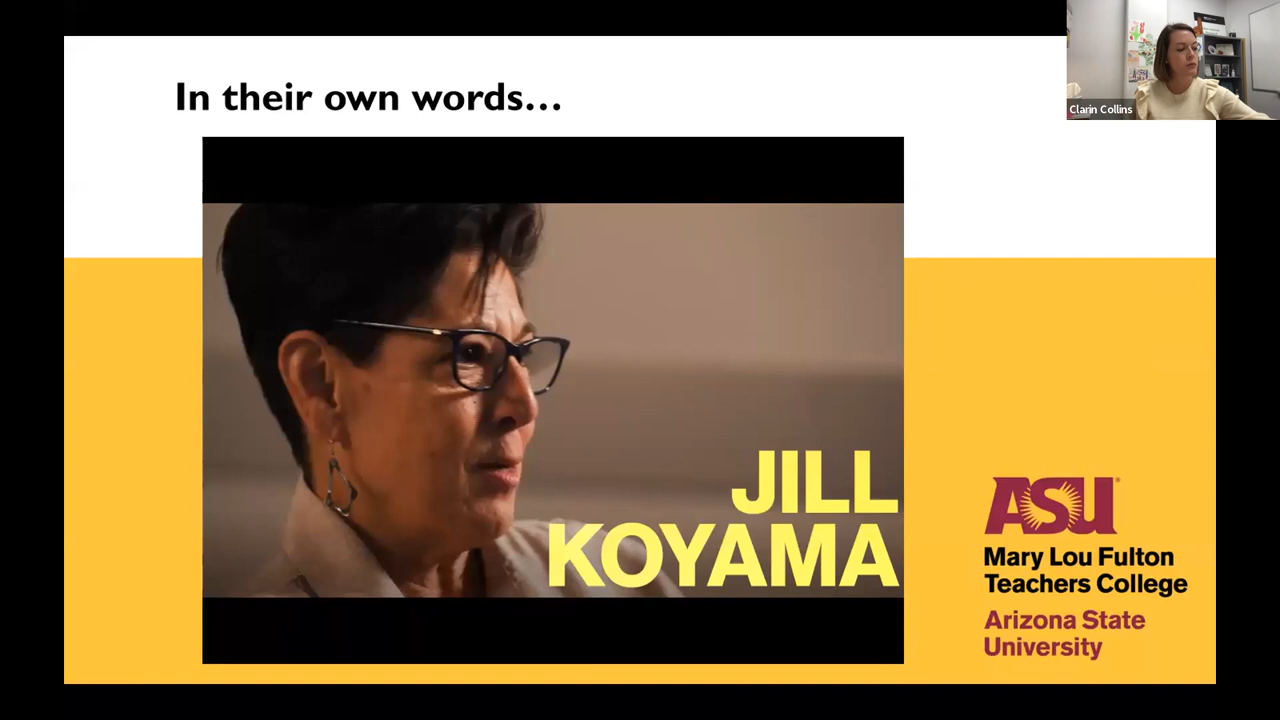 In their own words…
Clarin Collins
JILL
KOYAMA
ASU
Mary Lou Fulton
Teachers College
Arizona State
University